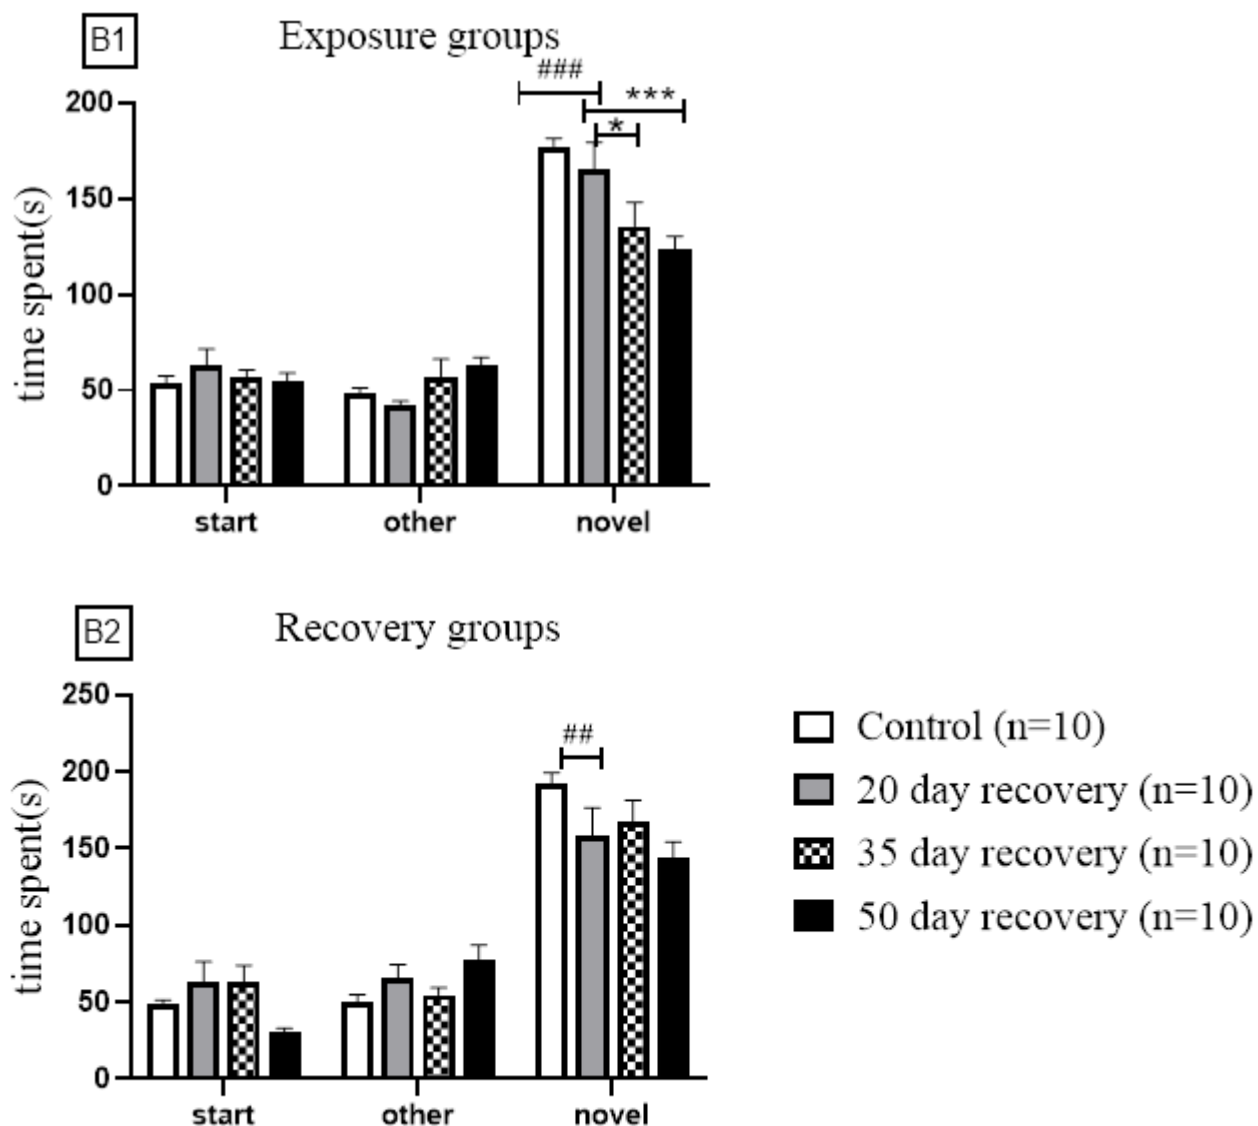 B1
Exposure groups
###
***
*
200
150
100
50
0
time spent(s)
start other novel
B2
Recovery groups
##
250
200
150
100
50
0
time spent(s)
start other novel
Control (n=10)
20 day recovery (n=10)
35 day recovery (n=10)
50 day recovery (n=10)